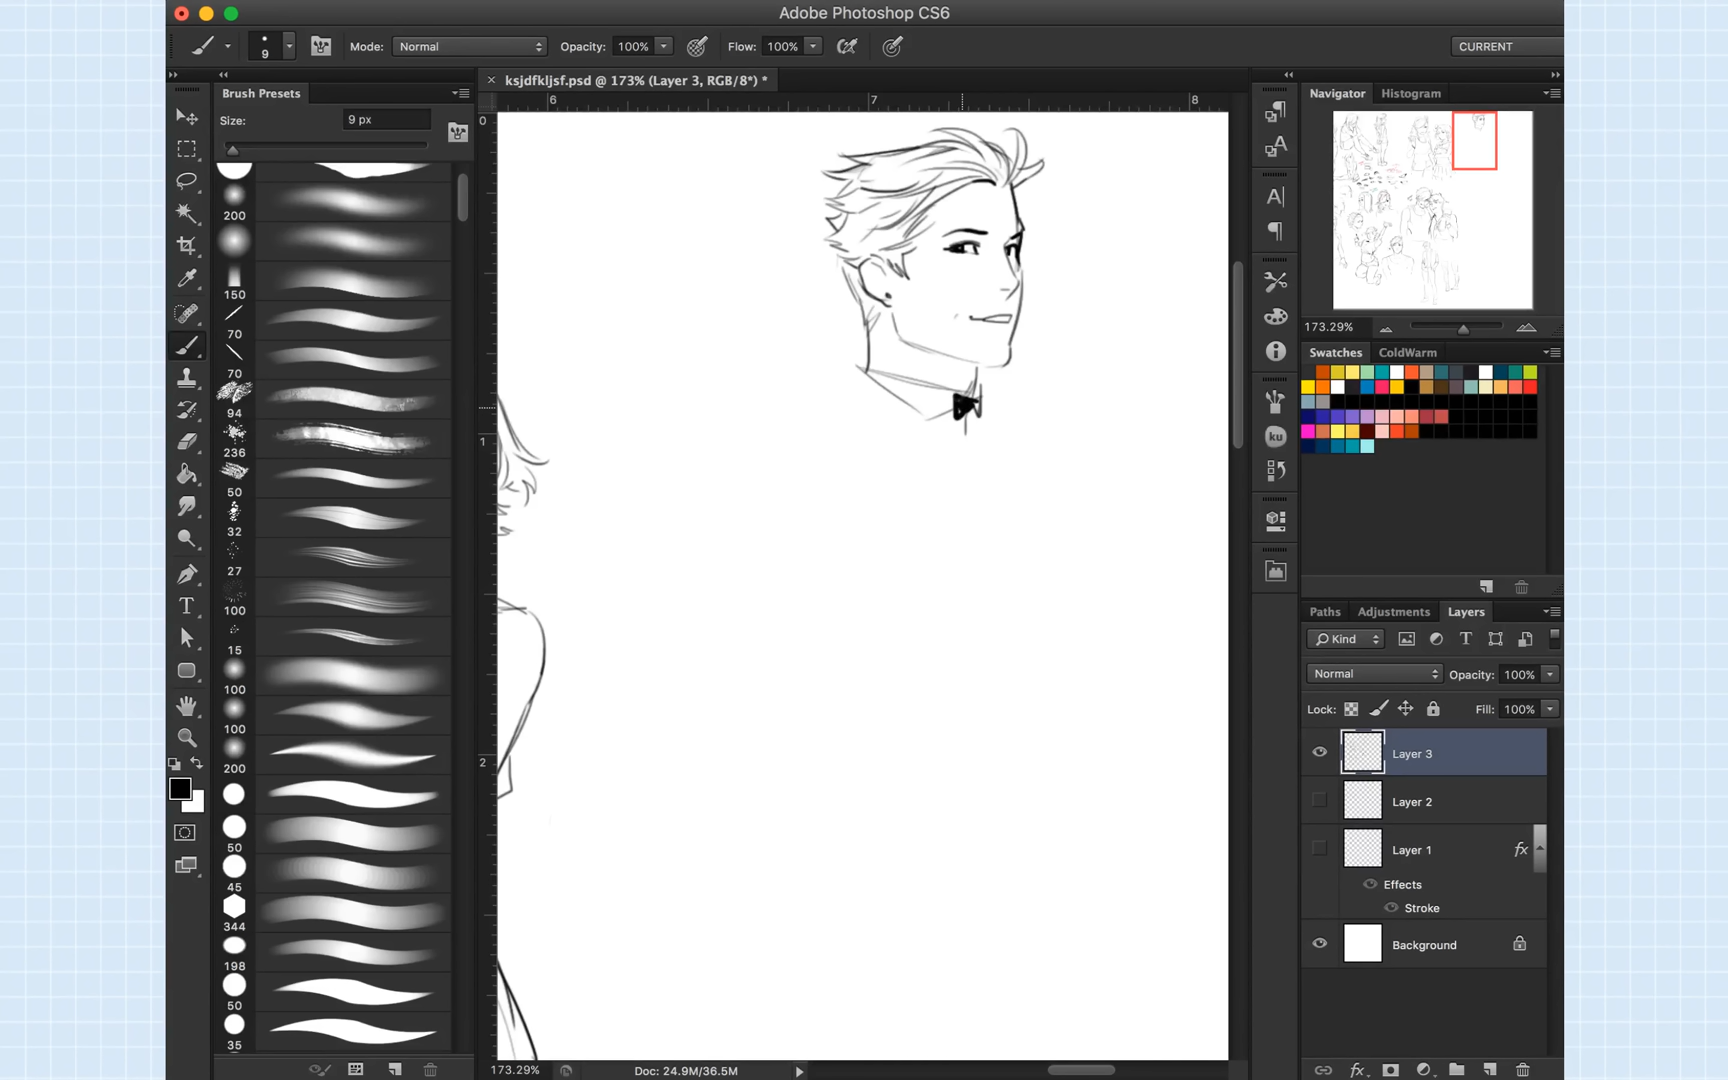 Adobe Photoshop CS6
9
Mode: Normal
Opacity: 100%
Flow: 100%
CURRENT
Brush Presets
ksjdfkljsf.psd @ 173% (Layer 3, RGB/8*) *
Navigator
Histogram
Size: 9 px
6
7
8
0
1
2
200
150
70
70
94
236
50
32
27
100
15
100
100
200
50
45
344
198
50
35
ku
173.29%
Swatches
ColdWarm
Paths
Adjustments
Layers
Kind
Normal
Opacity: 100%
Lock:
Fill: 100%
Layer 3
Layer 2
Layer 1
fx
Effects
Stroke
Background
173.29%
Doc: 24.9M/36.5M
fx